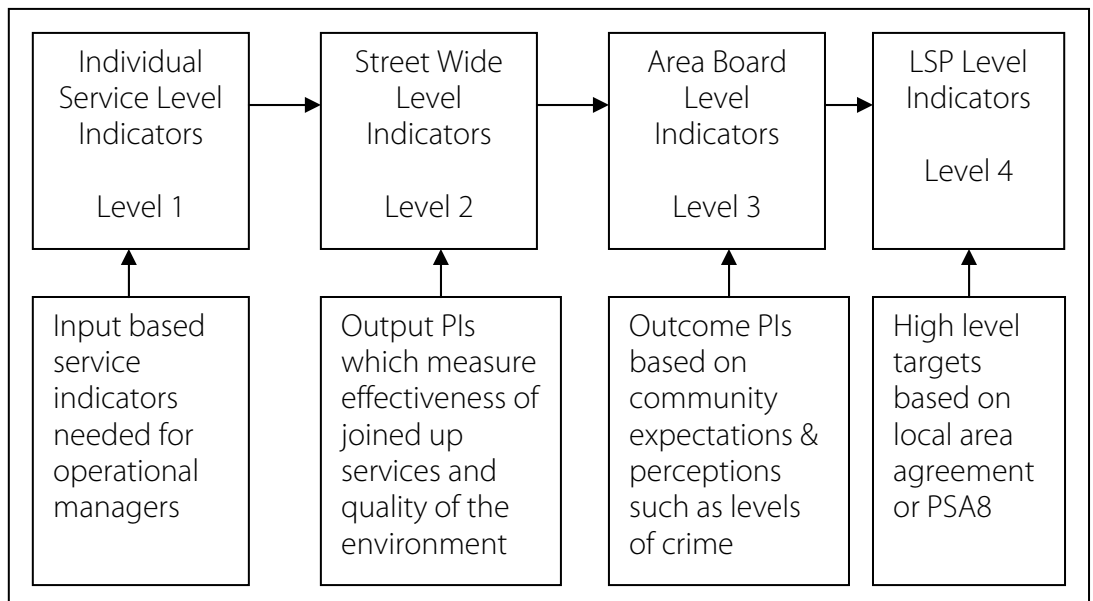 Individual
Service Level
Indicators
Level 1
Street Wide
Level
Indicators
Level 2
Area Board
Level
Indicators
Level 3
LSP Level
Indicators
Level 4
Input based
service
indicators
needed for
operational
managers
Output PIs
which measure
effectiveness of
joined up
services and
quality of the
environment
Outcome PIs
based on
community
expectations &
perceptions
such as levels
of crime
High level
targets
based on
local area
agreement
or PSA8